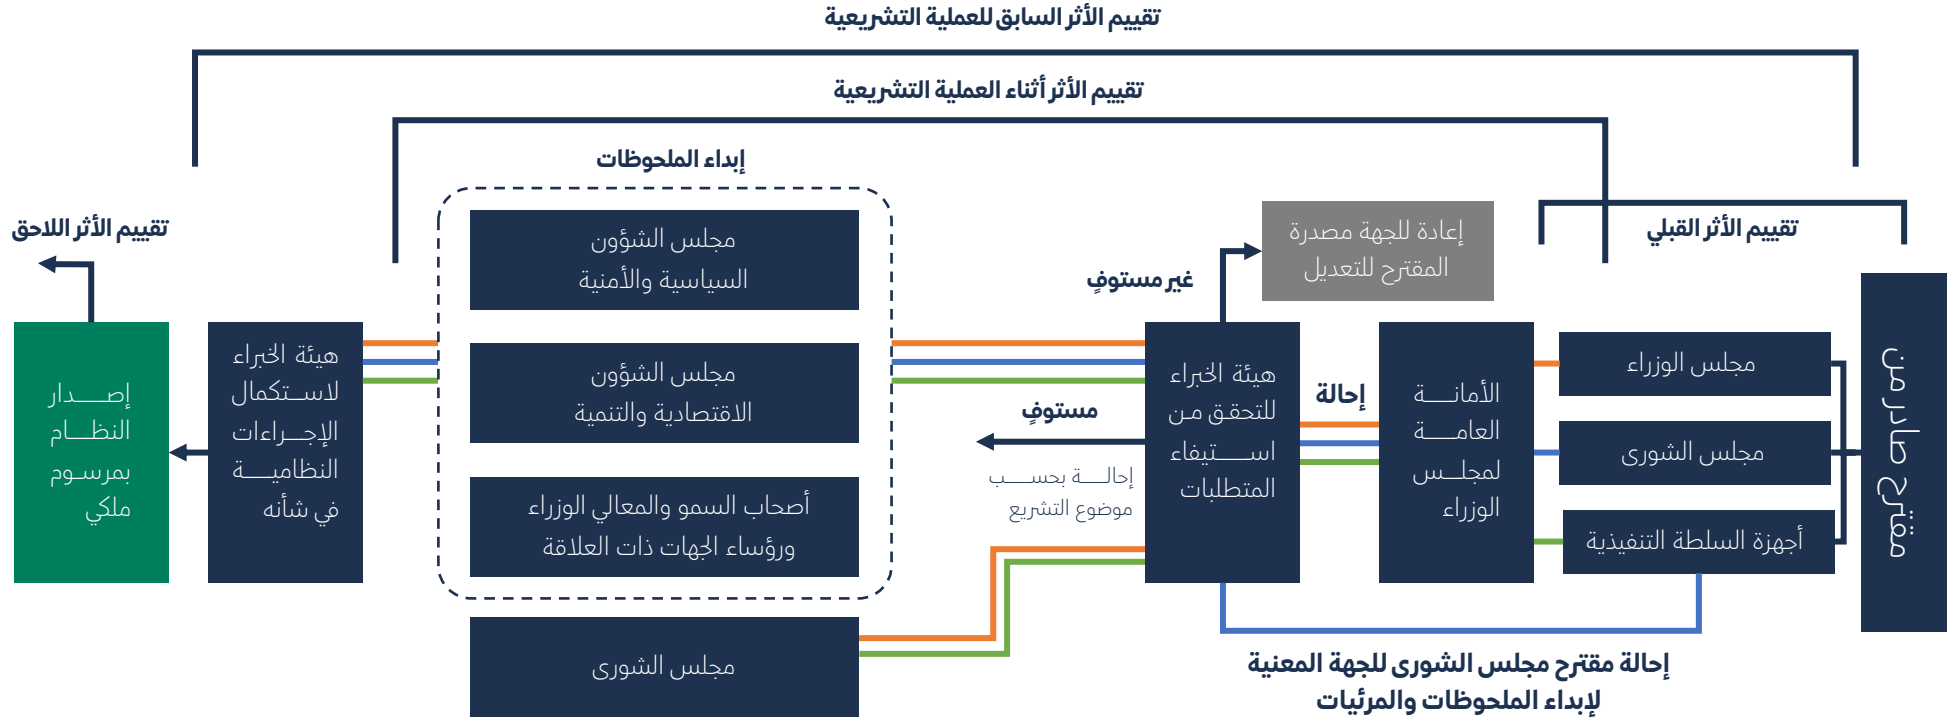 تقييم الأثر السابق للعملية التشريعية
تقييم الأثر أثناء العملية التشريعية
تقييم الأثر القبلي
مقترح صادر من
مجلس الوزراء
مجلس الشورى
أجهزة السلطة التنفيذية
الأمانة
العامة
لمجلس
الوزراء
إحالة
هيئة الخبراء
للتحقق من
استيفاء
المتطلبات
غير مستوفٍ
إعادة للجهة مصدرة
المقترح للتعديل
إحالة مقترح مجلس الشورى للجهة المعنية
لإبداء الملحوظات والمرئيات
مستوفٍ
إحالة بحسب
موضوع التشريع
إبداء الملحوظات
مجلس الشؤون
السياسية والأمنية
مجلس الشؤون
الاقتصادية والتنمية
أصحاب السمو والمعالي الوزراء
ورؤساء الجهات ذات العلاقة
مجلس الشورى
هيئة الخبراء
لاستكمال
الإجراءات
النظامية
في شأنه
إصدار
النظام
بمرسوم
ملكي
تقييم الأثر اللاحق